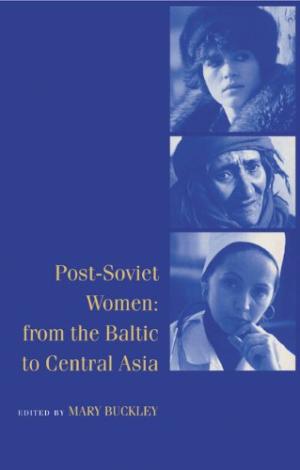 Post-Soviet
Women:
from the Baltic
to Central Asia
EDITED BY MARY BUCKLEY